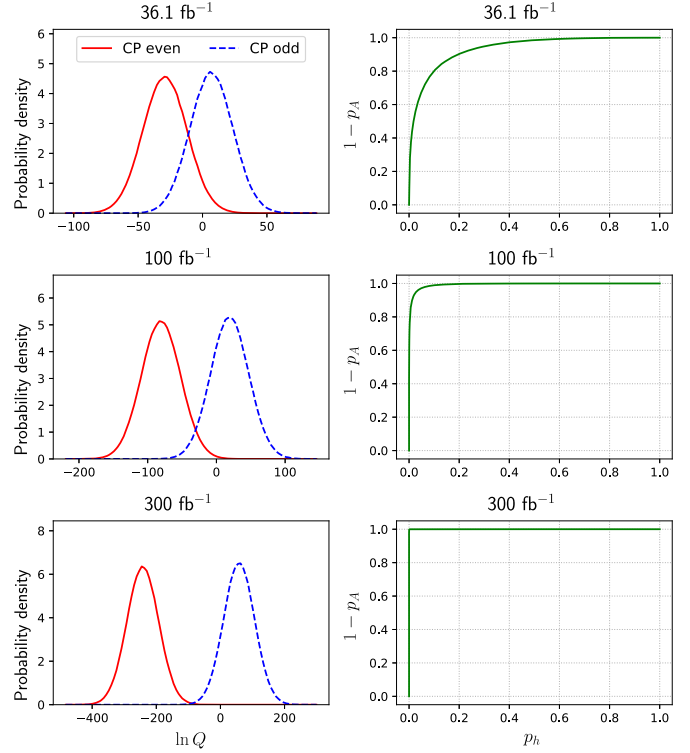 36.1 fb⁻¹
Probability density
6
5
4
3
2
1
0
CP even
CP odd
−100 −50 0 50
36.1 fb⁻¹
1 − p_A
1.0
0.8
0.6
0.4
0.2
0.0
0.0 0.2 0.4 0.6 0.8 1.0
100 fb⁻¹
Probability density
6
5
4
3
2
1
0
−200 −100 0 100
100 fb⁻¹
1 − p_A
1.0
0.8
0.6
0.4
0.2
0.0
0.0 0.2 0.4 0.6 0.8 1.0
300 fb⁻¹
Probability density
8
6
4
2
0
−400 −200 0 200
ln Q
300 fb⁻¹
1 − p_A
1.0
0.8
0.6
0.4
0.2
0.0
0.0 0.2 0.4 0.6 0.8 1.0
p_h